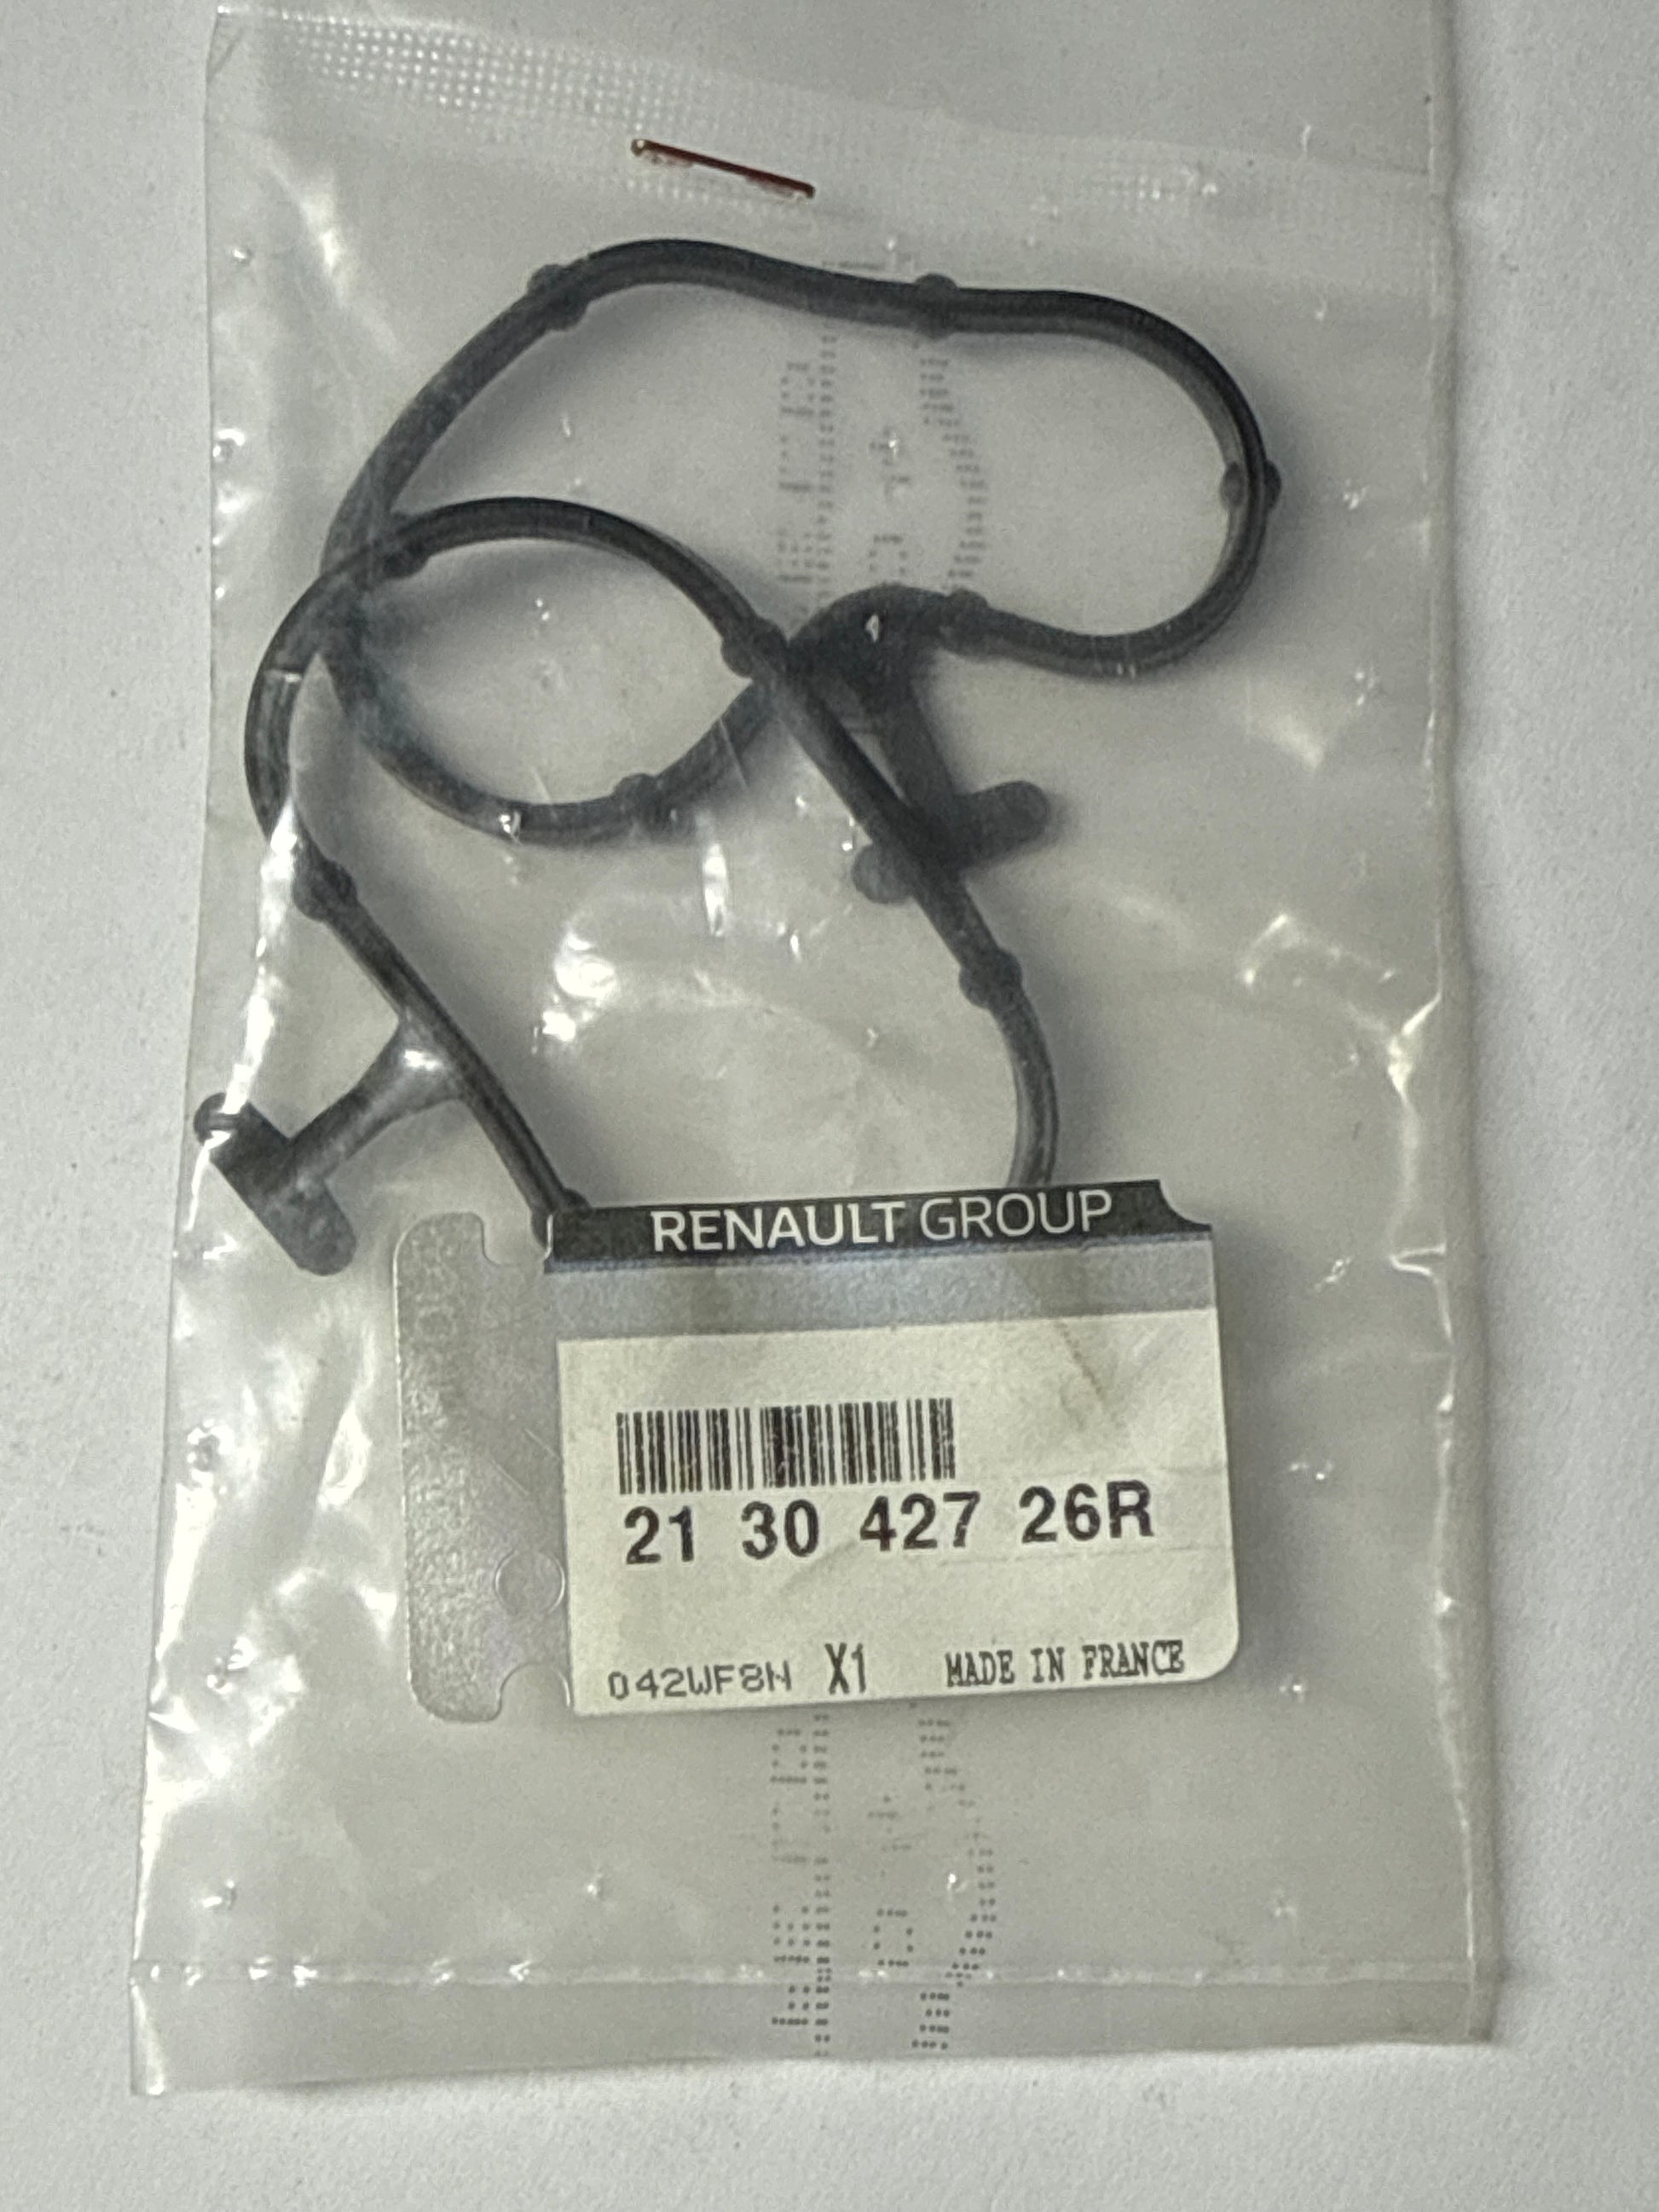 RENAULT GROUP
21 30 427 26R
042WF8N X1 MADE IN FRANCE